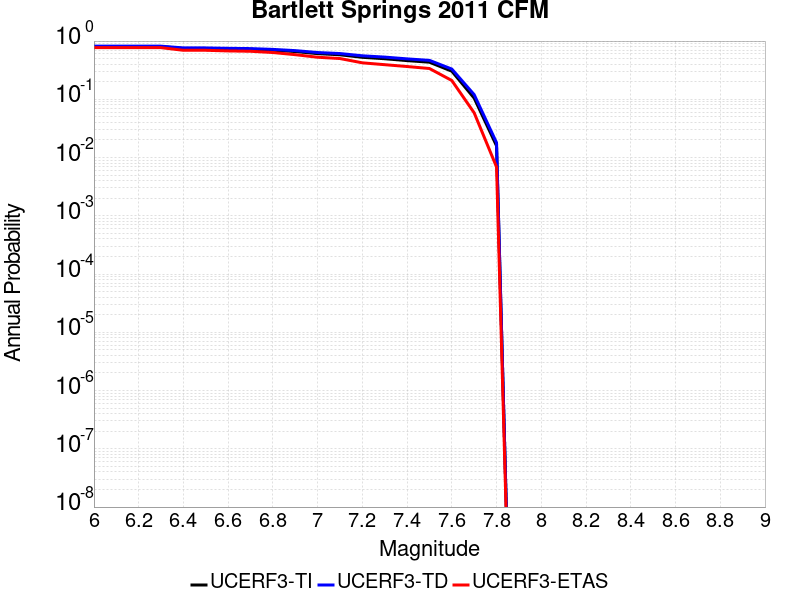 Bartlett Springs 2011 CFM
10^0
10^-1
10^-2
10^-3
10^-4
10^-5
10^-6
10^-7
10^-8
Annual Probability
6 6.2 6.4 6.6 6.8 7 7.2 7.4 7.6 7.8 8 8.2 8.4 8.6 8.8 9
Magnitude
UCERF3-TI UCERF3-TD UCERF3-ETAS